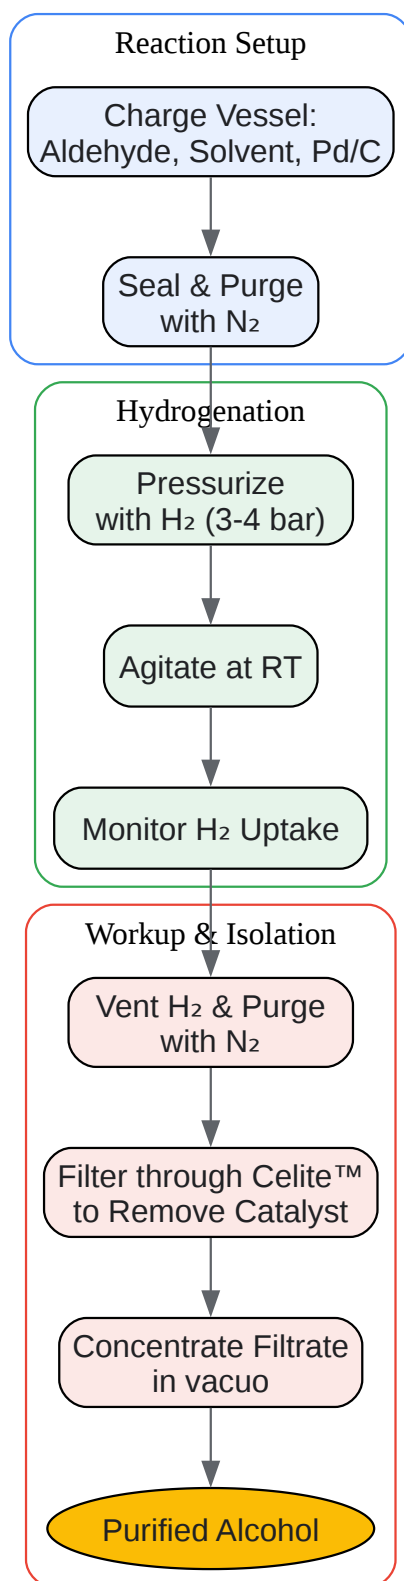 Reaction Setup
Charge Vessel:
Aldehyde, Solvent, Pd/C
Seal & Purge
with N₂
Hydrogenation
Pressurize
with H₂ (3-4 bar)
Agitate at RT
Monitor H₂ Uptake
Workup & Isolation
Vent H₂ & Purge
with N₂
Filter through Celite™
to Remove Catalyst
Concentrate Filtrate
in vacuo
Purified Alcohol